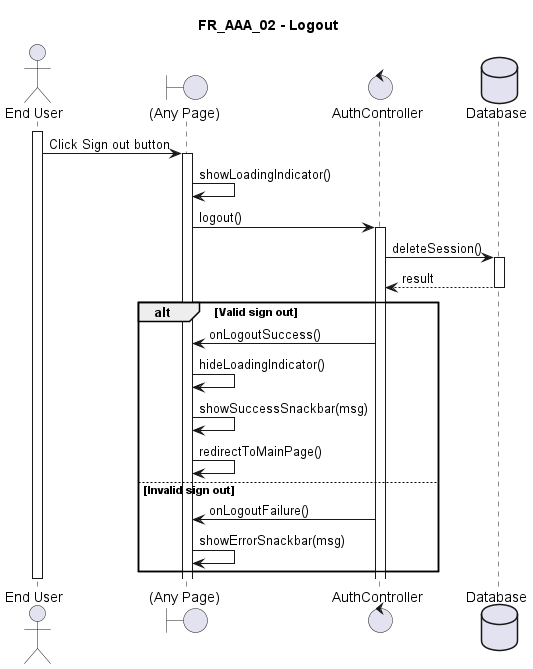 FR_AAA_02 - Logout
End User
(Any Page)
AuthController
Database
Click Sign out button
showLoadingIndicator()
logout()
deleteSession()
result
alt
[Valid sign out]
onLogoutSuccess()
hideLoadingIndicator()
showSuccessSnackbar(msg)
redirectToMainPage()
[Invalid sign out]
onLogoutFailure()
showErrorSnackbar(msg)
End User
(Any Page)
AuthController
Database